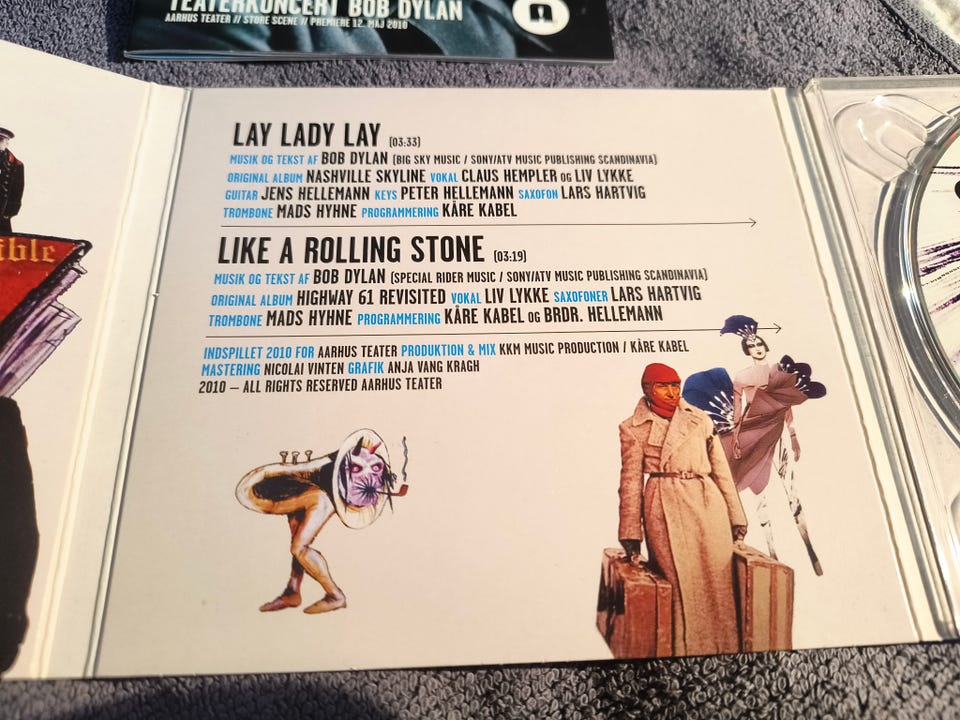 TEATERKONCERT BOB DYLAN
AARHUS TEATER // STORE SCENE // PREMIERE 12. MAJ 2010
ible
LAY LADY LAY (03:33)
MUSIK OG TEKST AF BOB DYLAN (BIG SKY MUSIC / SONY/ATV MUSIC PUBLISHING SCANDINAVIA)
ORIGINAL ALBUM NASHVILLE SKYLINE VOKAL CLAUS HEMPLER OG LIV LYKKE
GUITAR JENS HELLEMANN KEYS PETER HELLEMANN SAXOFON LARS HARTVIG
TROMBONE MADS HYHNE PROGRAMMERING KÅRE KABEL
LIKE A ROLLING STONE (03:19)
MUSIK OG TEKST AF BOB DYLAN (SPECIAL RIDER MUSIC / SONY/ATV MUSIC PUBLISHING SCANDINAVIA)
ORIGINAL ALBUM HIGHWAY 61 REVISITED VOKAL LIV LYKKE SAXOFONER LARS HARTVIG
TROMBONE MADS HYHNE PROGRAMMERING KÅRE KABEL OG BRDR. HELLEMANN
INDSPILLET 2010 FOR AARHUS TEATER PRODUKTION & MIX KKM MUSIC PRODUCTION / KÅRE KABEL
MASTERING NICOLAI VINTEN GRAFIK ANJA VANG KRAGH
2010 – ALL RIGHTS RESERVED AARHUS TEATER